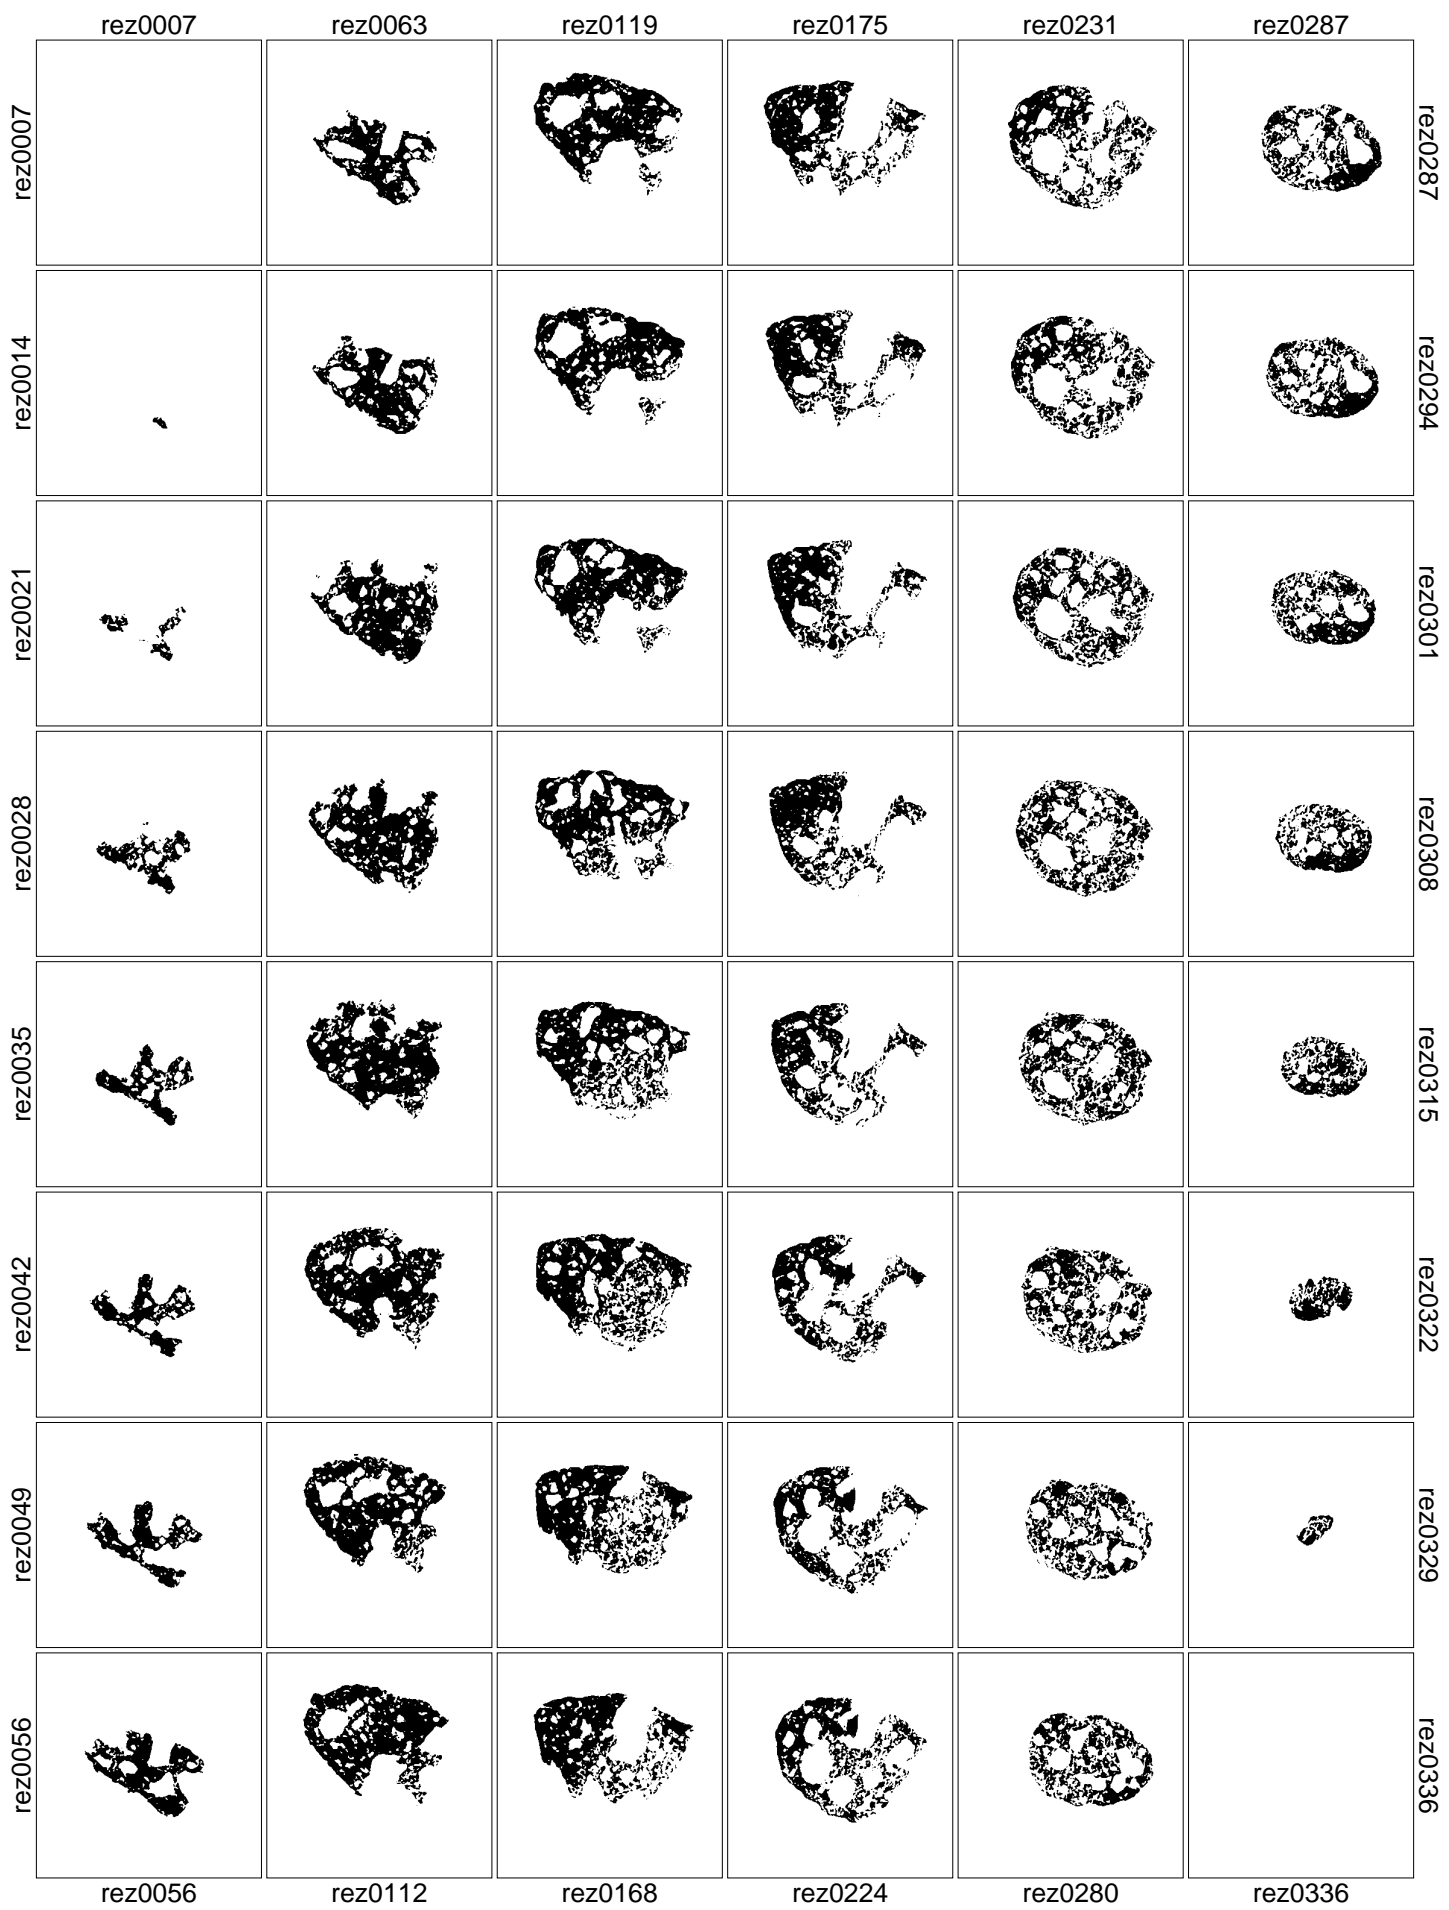 rez0007 rez0063 rez0119 rez0175 rez0231 rez0287
rez0007 rez0287
rez0014 rez0294
rez0021 rez0301
rez0028 rez0308
rez0035 rez0315
rez0042 rez0322
rez0049 rez0329
rez0056 rez0336
rez0056 rez0112 rez0168 rez0224 rez0280 rez0336